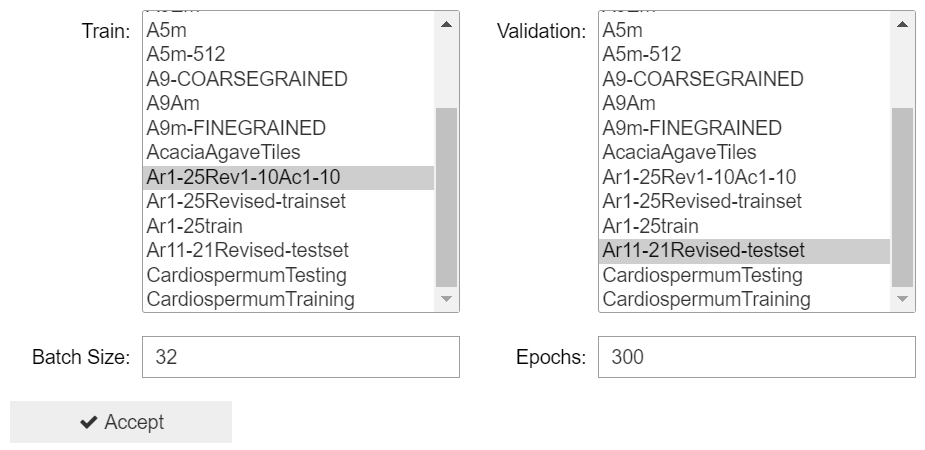 Train:
A5m
A5m-512
A9-COARSEGRAINED
A9Am
A9m-FINEGRAINED
AcaciaAgaveTiles
Ar1-25Rev1-10Ac1-10
Ar1-25Revised-trainset
Ar1-25train
Ar11-21Revised-testset
CardiospermumTesting
CardiospermumTraining
Validation:
A5m
A5m-512
A9-COARSEGRAINED
A9Am
A9m-FINEGRAINED
AcaciaAgaveTiles
Ar1-25Rev1-10Ac1-10
Ar1-25Revised-trainset
Ar1-25train
Ar11-21Revised-testset
CardiospermumTesting
CardiospermumTraining
Batch Size: 32
Epochs: 300
Accept